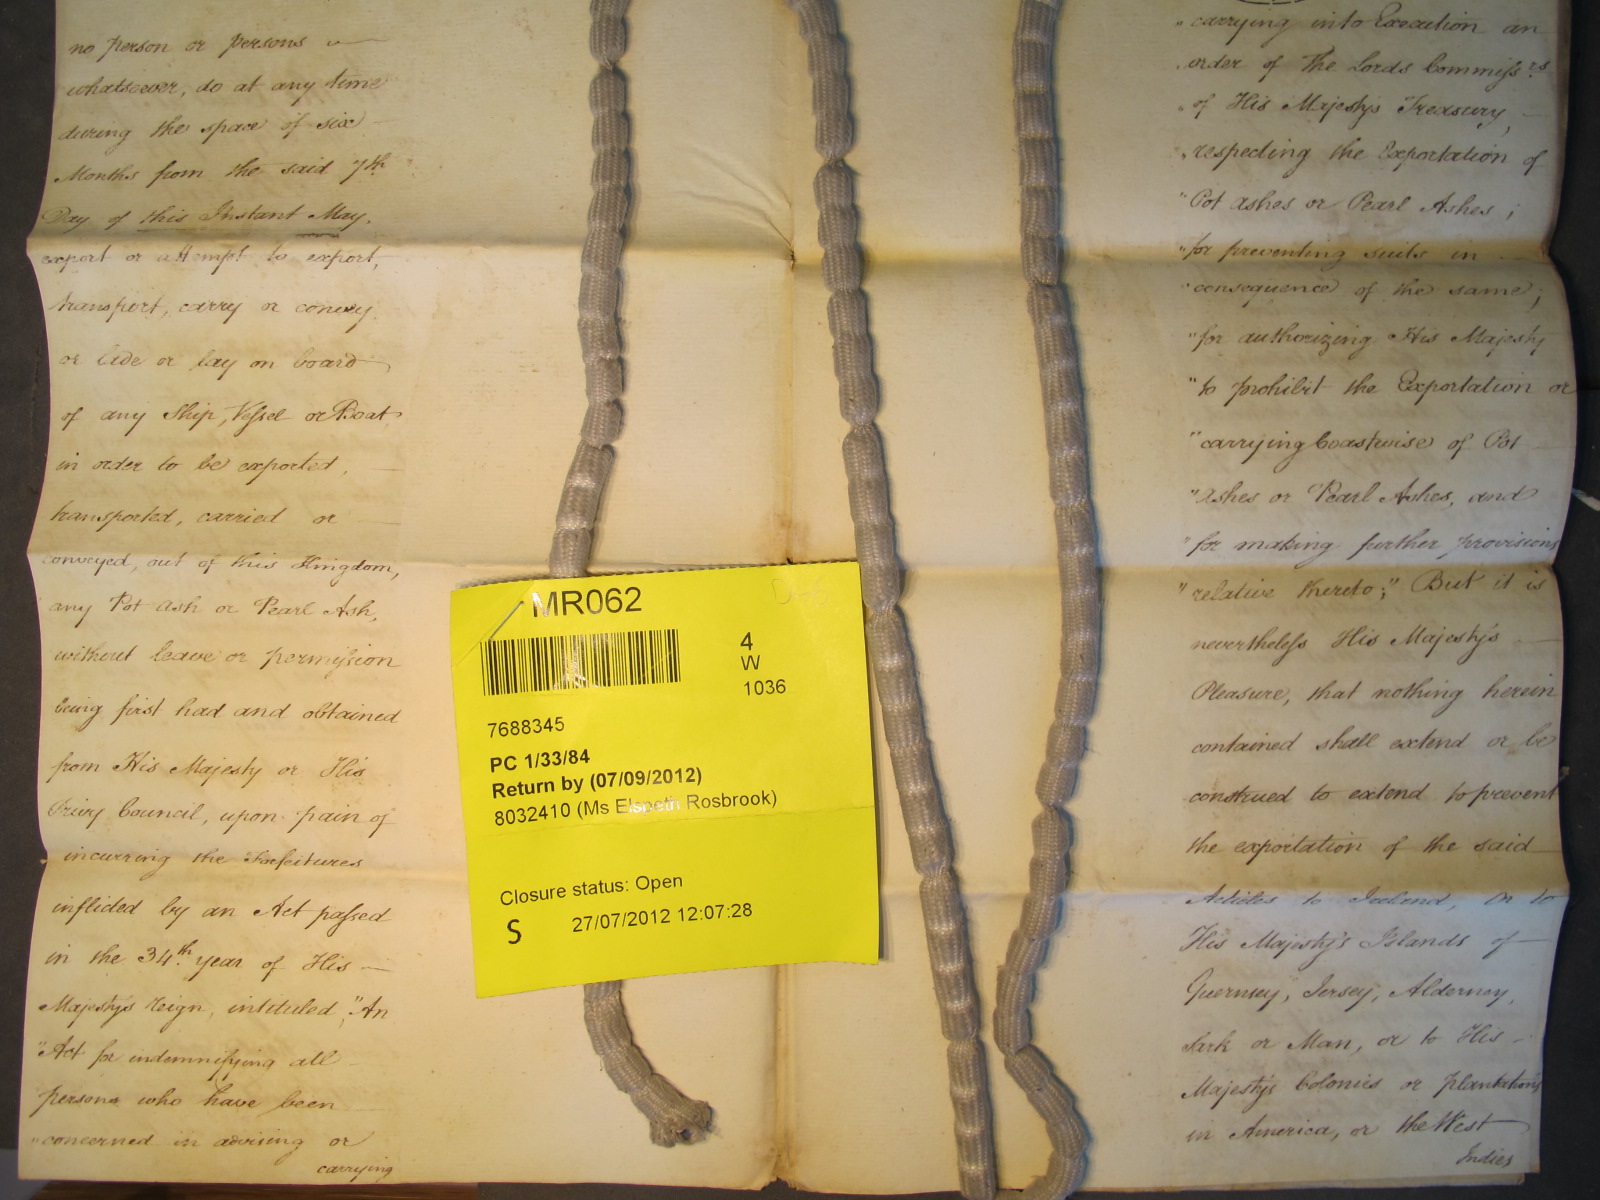 no person or persons
whatsoever, do at any time
during the space of six
Months from the said 7th
Day of this Instant May,
export or attempt to export,
transport, carry or convey
or lade or lay on board
of any Ship, Vessel or Boat
in order to be exported,
transported, carried or
conveyed, out of this Kingdom,
any Pot ash or Pearl Ash,
without leave or permission
being first had and obtained
from His Majesty or His
Privy Council, upon pain of
incurring the Forfeitures
inflicted by an Act passed
in the 34th year of His
Majesty's reign, intituled, "An
"Act for indemnifying all
persons who have been
"concerned in advising or
carrying
MR062
4
W
1036
7688345
PC 1/33/84
Return by (07/09/2012)
8032410 (Ms Elspeth Rosbrook)
Closure status: Open
S 27/07/2012 12:07:28
"carrying into Execution an
"order of the Lords Commissrs
"of His Majesty's Treasury,
"respecting the Exportation of
"Pot ashes or Pearl Ashes;
"for preventing suits in
"consequence of the same;
"for authorizing His Majesty
"to prohibit the Exportation or
"carrying Coastwise of Pot
"Ashes or Pearl Ashes, and
"for making further provisions
"relative thereto;" But it is
nevertheless His Majesty's
Pleasure, that nothing herein
contained shall extend or be
construed to extend to prevent
the exportation of the said
Articles to Ireland, or to
His Majesty's Islands of
Guernsey, Jersey, Alderney,
Sark or Man, or to His
Majesty's Colonies or plantations
in America, or the West
Indies